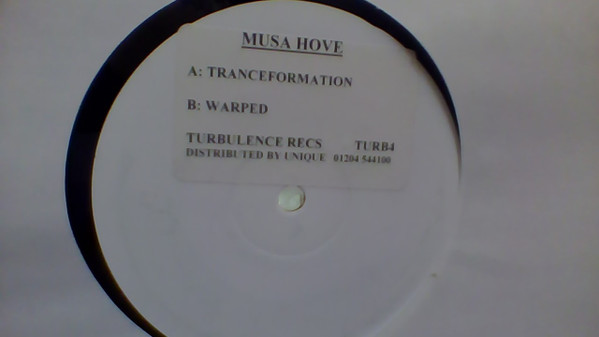 MUSA HOVE
A: TRANCEFORMATION
B: WARPED
TURBULENCE RECS TURB4
DISTRIBUTED BY UNIQUE 01204 544100